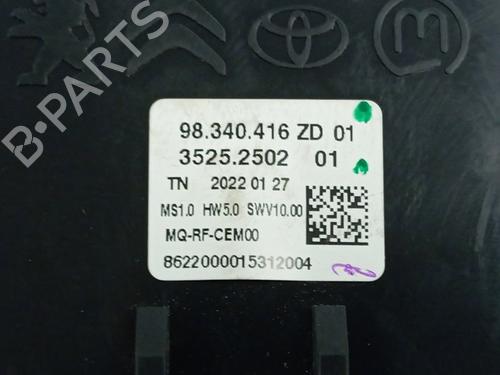 98.340.416 ZD 01
3525.2502 01
TN 2022 01 27
MS1.0 HW5.0 SWV10.00
MQ-RF-CEM00
8622000015312004
B-PARTS